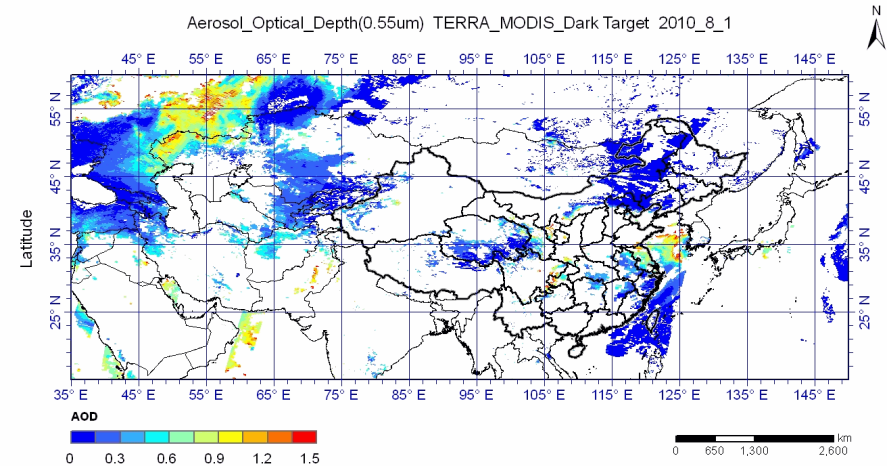 Aerosol_Optical_Depth(0.55um) TERRA_MODIS_Dark Target 2010_8_1
N
45° E 55° E 65° E 75° E 85° E 95° E 105° E 115° E 125° E 135° E 145° E
55° N 55° N
45° N 45° N
Latitude
35° N 35° N
25° N 25° N
35° E 45° E 55° E 65° E 75° E 85° E 95° E 105° E 115° E 125° E 135° E 145° E
AOD
0 0.3 0.6 0.9 1.2 1.5
km
0 650 1,300 2,600